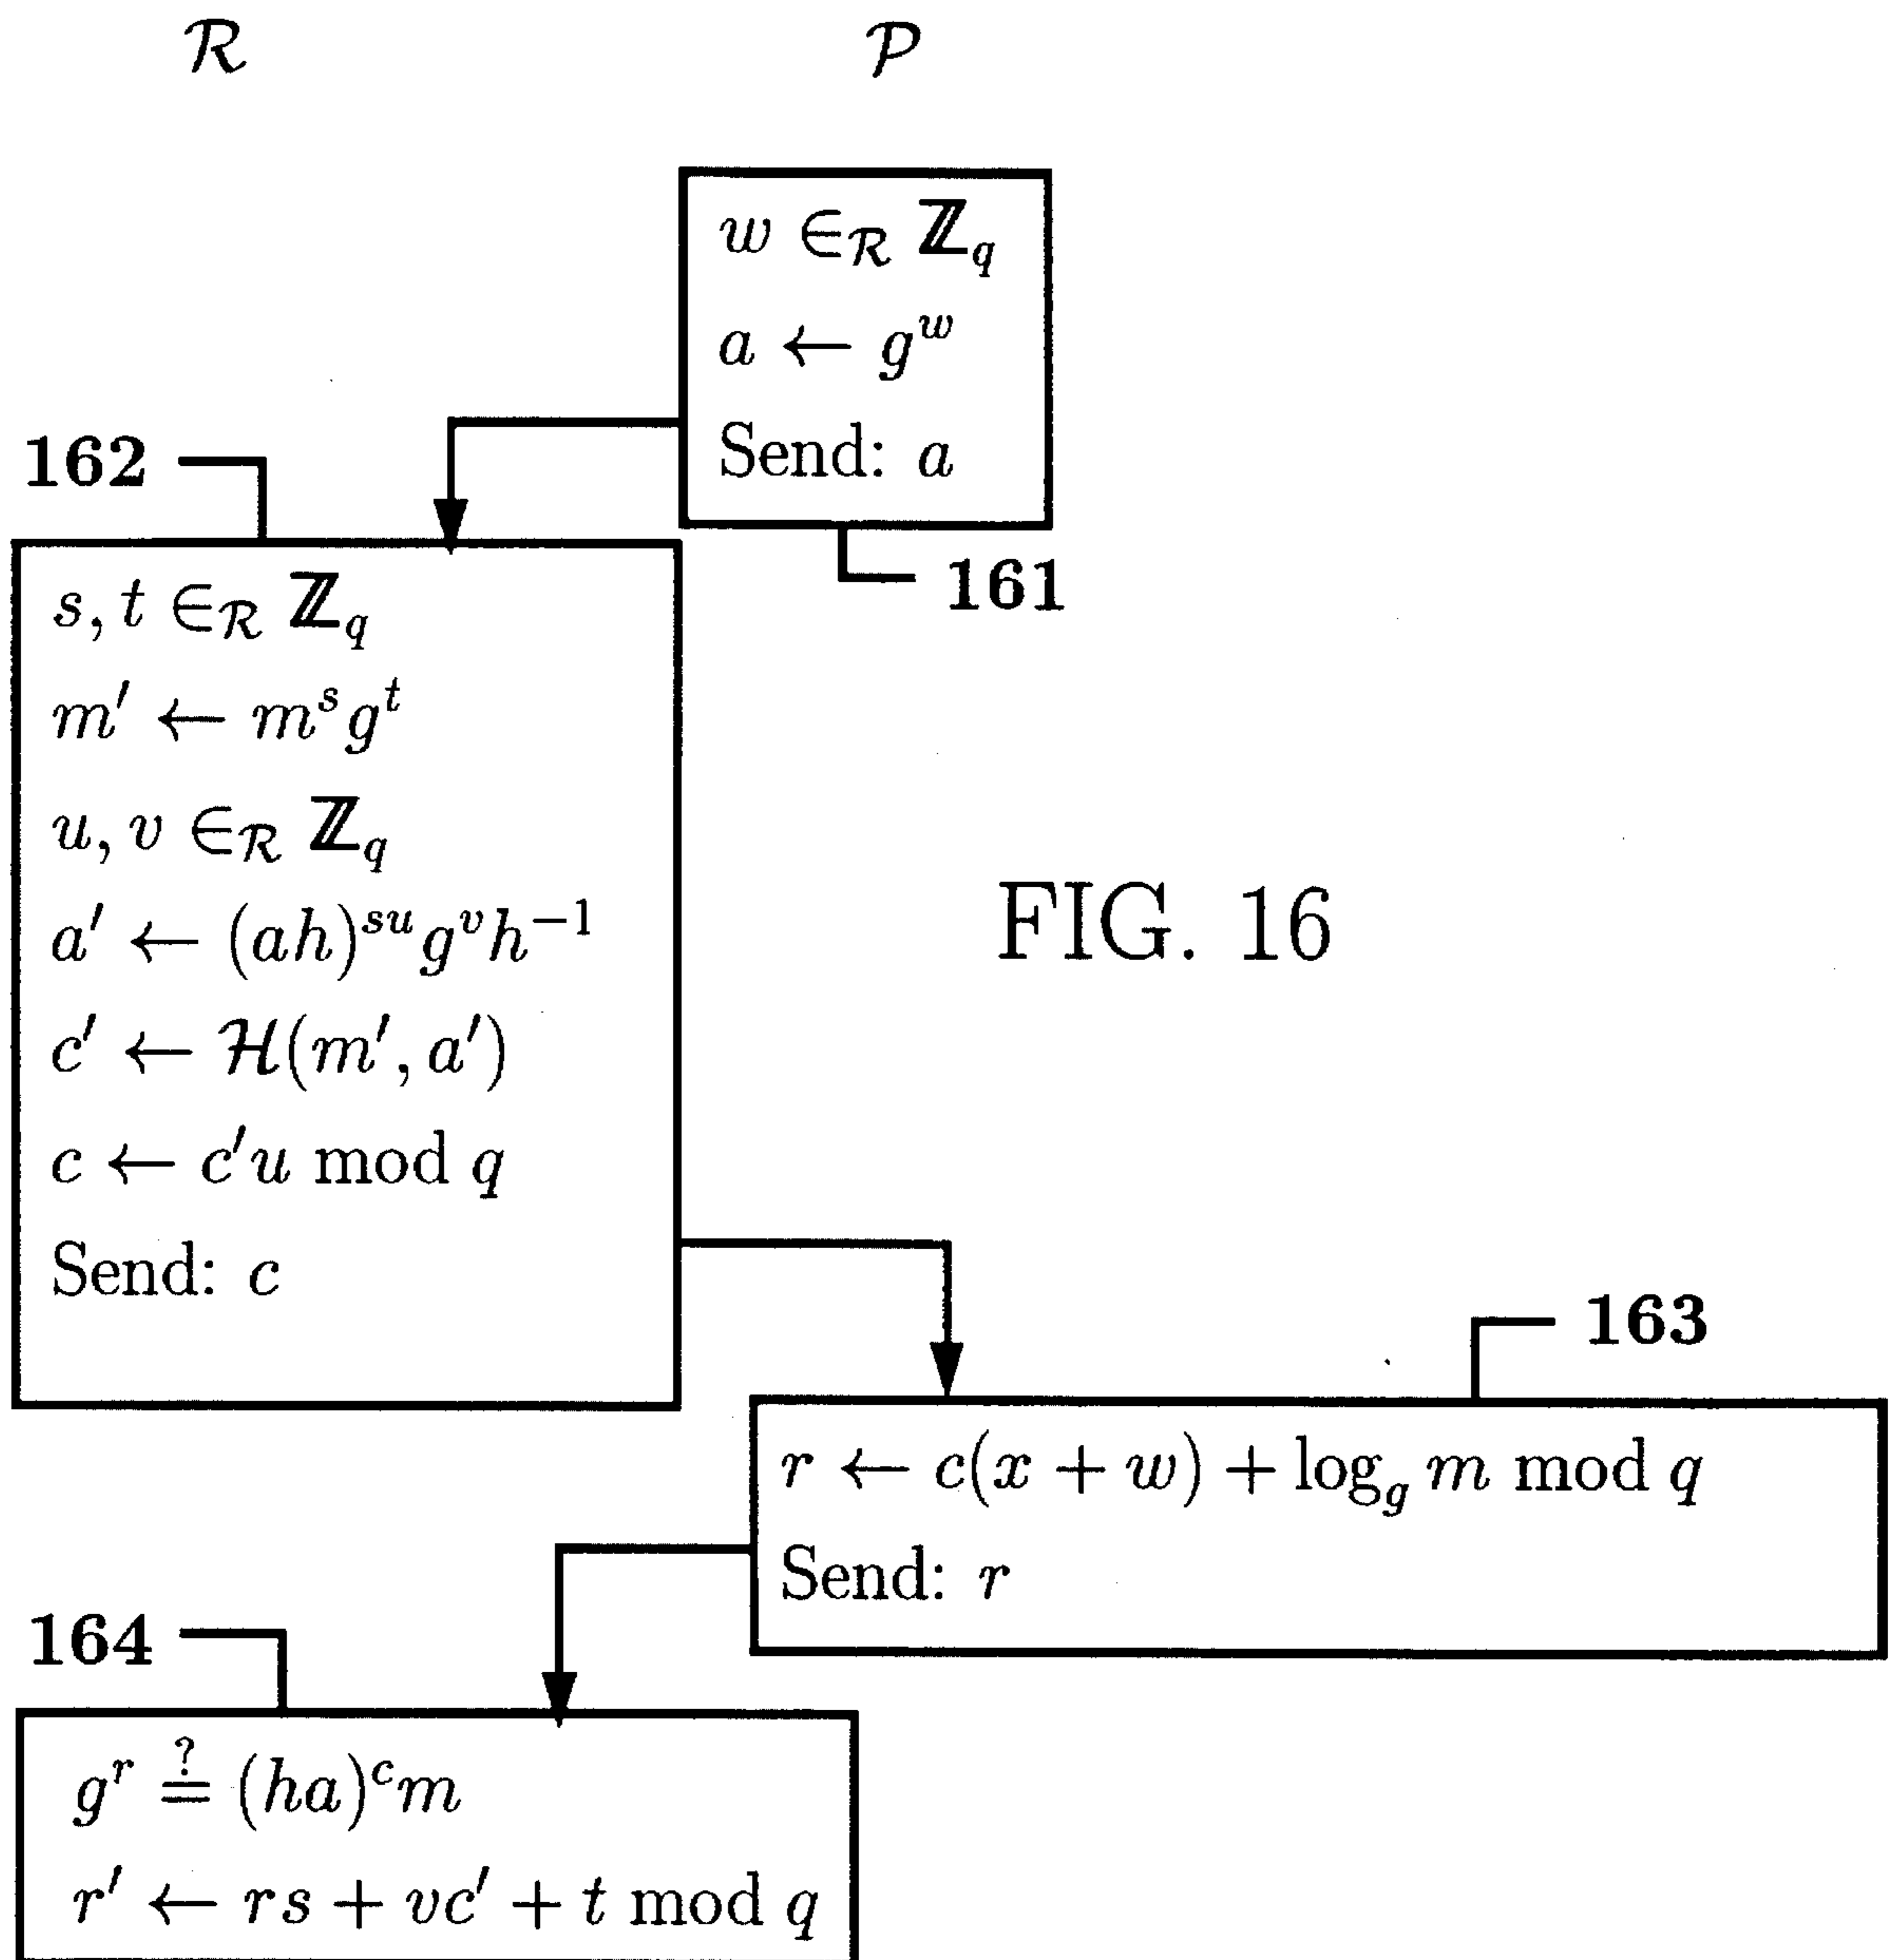 ℛ 𝒫
w ∈_ℛ ℤ_q
a ← g^w
Send: a
161
162
s, t ∈_ℛ ℤ_q
m′ ← m^s g^t
u, v ∈_ℛ ℤ_q
a′ ← (ah)^{su} g^v h^{−1}
c′ ← ℋ(m′, a′)
c ← c′u mod q
Send: c
FIG. 16
163
r ← c(x + w) + log_g m mod q
Send: r
164
g^r ≟ (ha)^c m
r′ ← rs + vc′ + t mod q